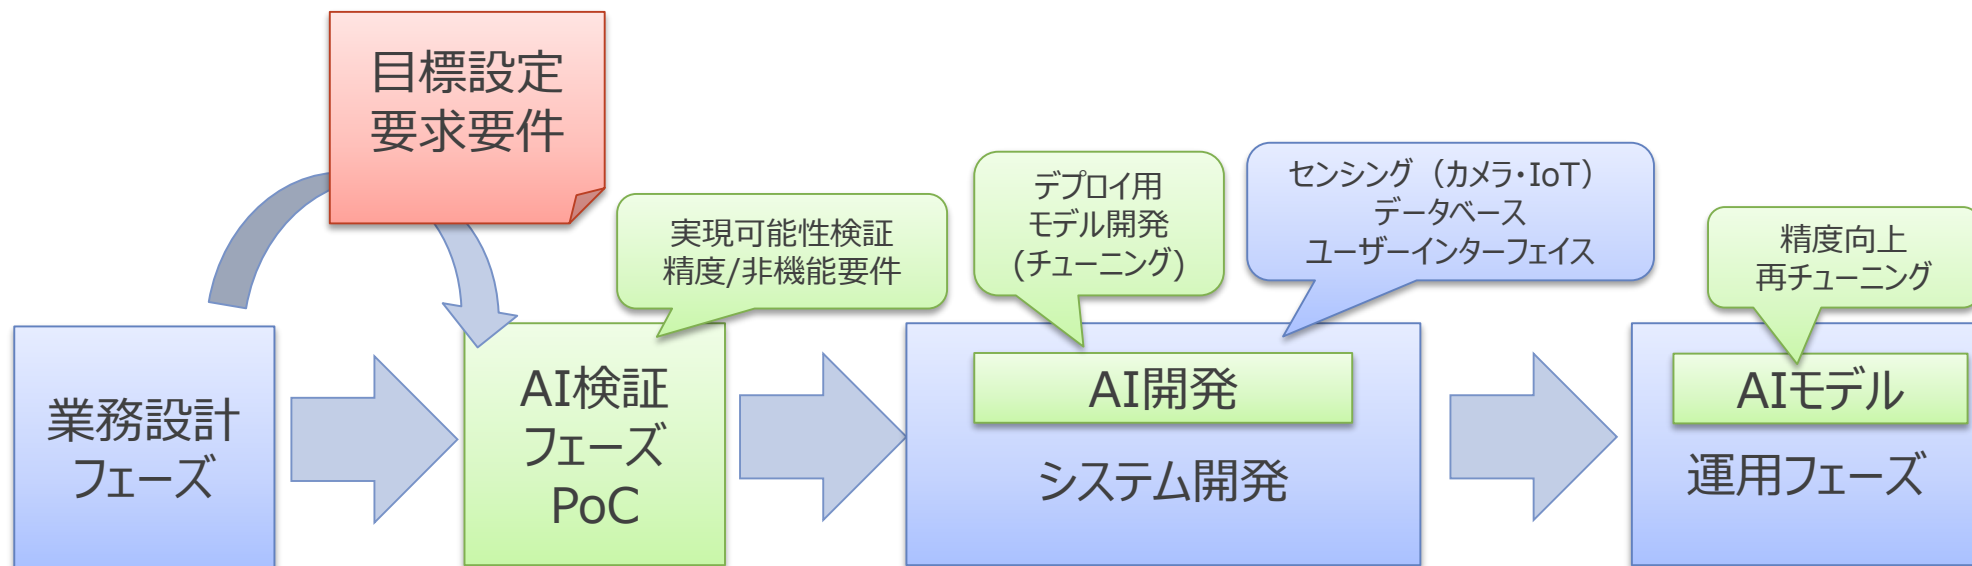 目標設定
要求要件
実現可能性検証
精度/非機能要件
デプロイ用
モデル開発
(チューニング)
センシング（カメラ・IoT）
データベース
ユーザーインターフェイス
精度向上
再チューニング
業務設計
フェーズ
AI検証
フェーズ
PoC
AI開発
システム開発
AIモデル
運用フェーズ